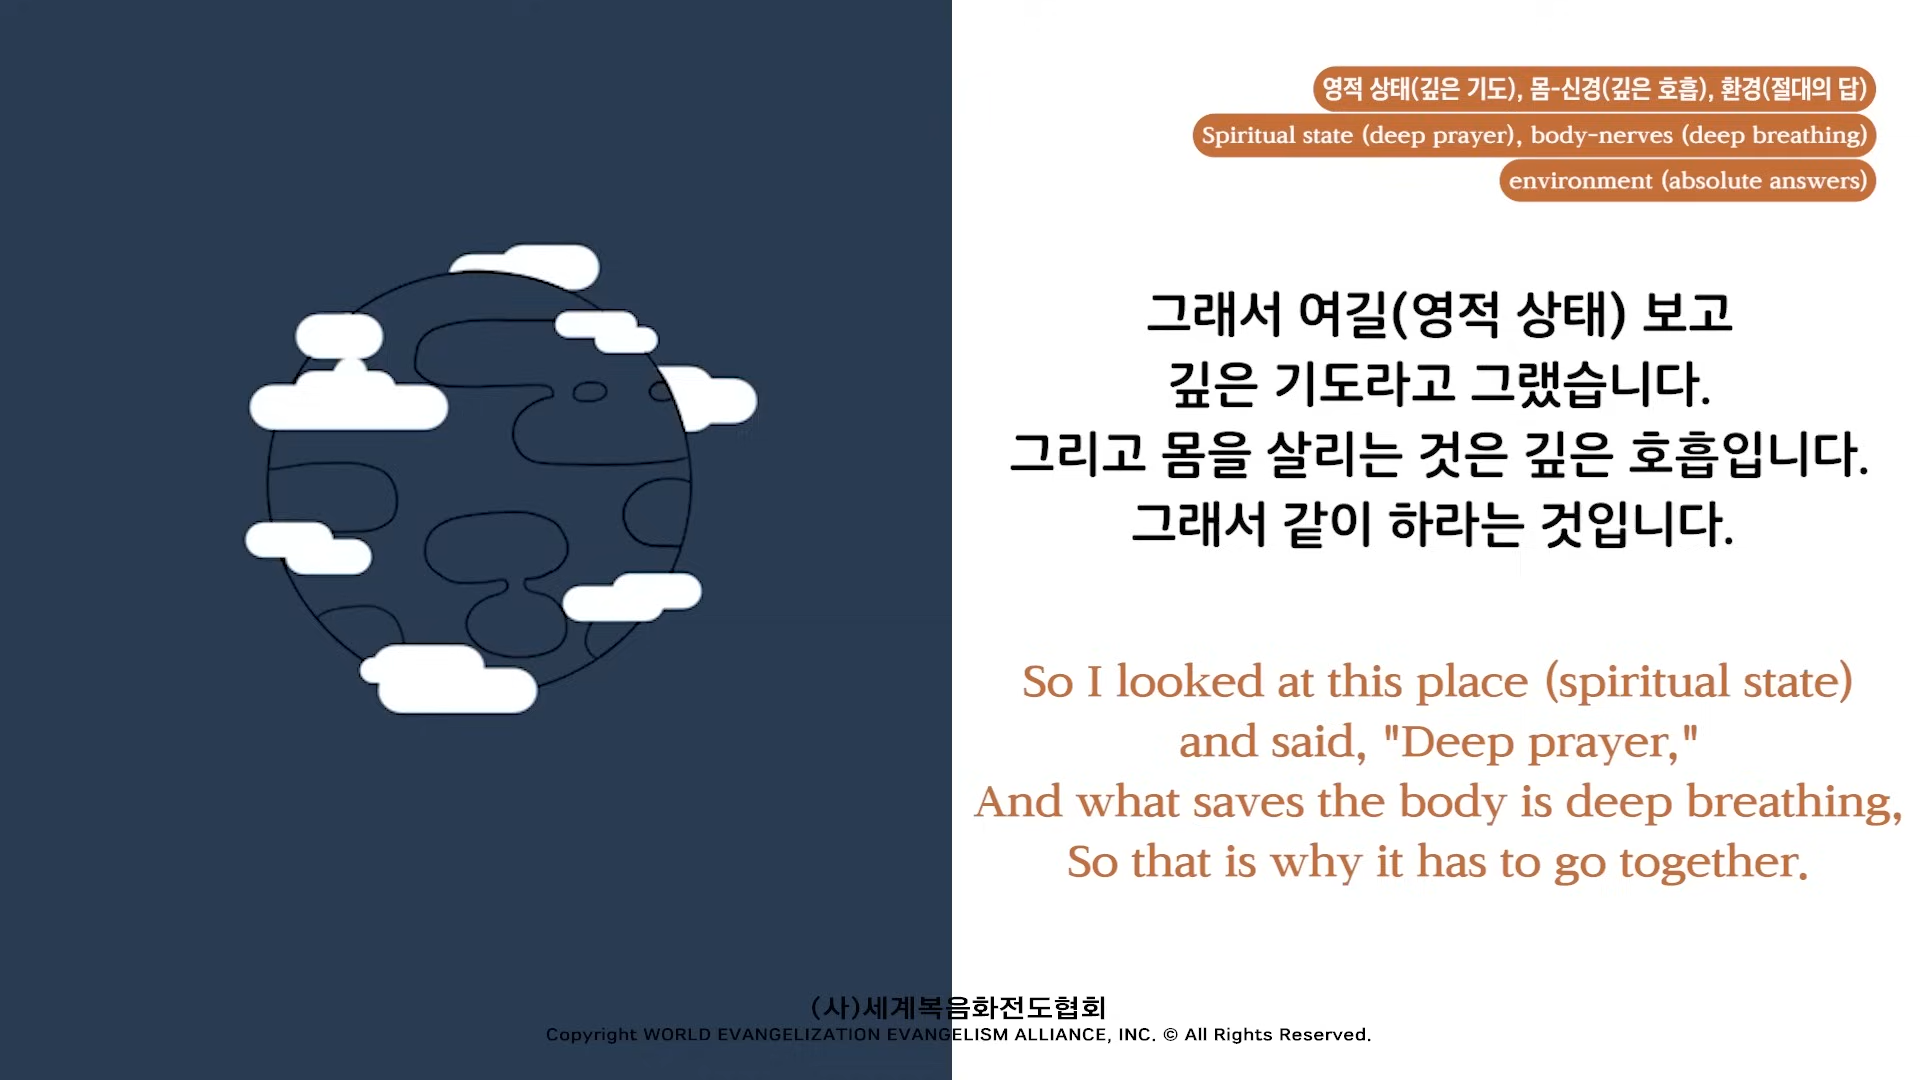 영적 상태(깊은 기도), 몸-신경(깊은 호흡), 환경(절대의 답)
Spiritual state (deep prayer), body-nerves (deep breathing)
environment (absolute answers)
그래서 여길(영적 상태) 보고
깊은 기도라고 그랬습니다.
그리고 몸을 살리는 것은 깊은 호흡입니다.
그래서 같이 하라는 것입니다.
So I looked at this place (spiritual state)
and said, "Deep prayer,"
And what saves the body is deep breathing,
So that is why it has to go together.
(사)세계복음화전도협회
Copyright WORLD EVANGELIZATION EVANGELISM ALLIANCE, INC. © All Rights Reserved.